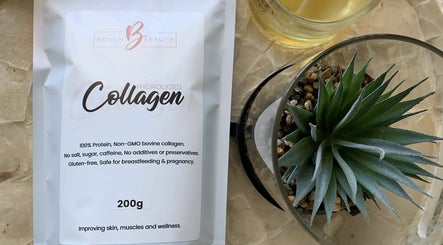 B
BOSCH BEAUTY
HYDROLYZED
Collagen
100% Protein, Non-GMO bovine collagen,
No salt, sugar, caffeine, No additives or preservatives,
Gluten-free, Safe for breastfeeding & pregnancy
200g
Improving skin, muscles and wellness.